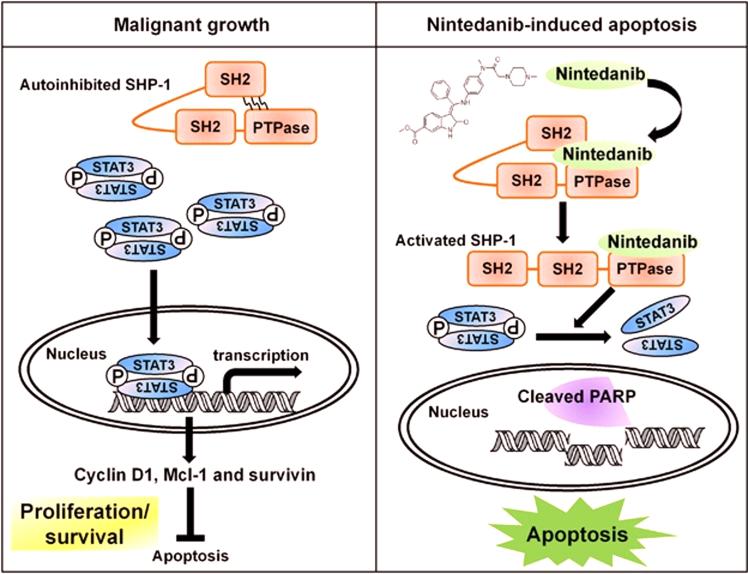 Malignant growth
Autoinhibited SHP-1
SH2
SH2
PTPase
P
STAT3
STAT3
P
P
STAT3
STAT3
P
P
STAT3
STAT3
P
Nucleus
P
STAT3
STAT3
P
transcription
Cyclin D1, Mcl-1 and survivin
Proliferation/
survival
Apoptosis
Nintedanib-induced apoptosis
N
N
O
N
N
NH
O
O
N
H
O
Nintedanib
SH2
Nintedanib
SH2
PTPase
Activated SHP-1
Nintedanib
SH2
SH2
PTPase
P
STAT3
STAT3
P
STAT3
STAT3
Nucleus
Cleaved PARP
Apoptosis